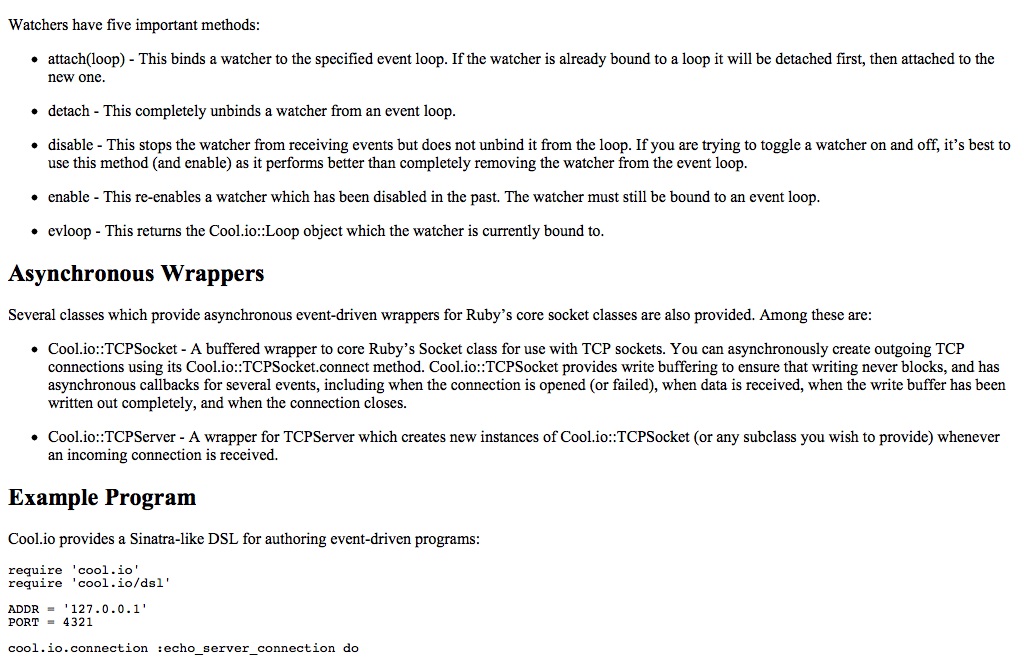 Watchers have five important methods:
• attach(loop) - This binds a watcher to the specified event loop. If the watcher is already bound to a loop it will be detached first, then attached to the
new one.
• detach - This completely unbinds a watcher from an event loop.
• disable - This stops the watcher from receiving events but does not unbind it from the loop. If you are trying to toggle a watcher on and off, it’s best to
use this method (and enable) as it performs better than completely removing the watcher from the event loop.
• enable - This re-enables a watcher which has been disabled in the past. The watcher must still be bound to an event loop.
• evloop - This returns the Cool.io::Loop object which the watcher is currently bound to.
Asynchronous Wrappers
Several classes which provide asynchronous event-driven wrappers for Ruby’s core socket classes are also provided. Among these are:
• Cool.io::TCPSocket - A buffered wrapper to core Ruby’s Socket class for use with TCP sockets. You can asynchronously create outgoing TCP
connections using its Cool.io::TCPSocket.connect method. Cool.io::TCPSocket provides write buffering to ensure that writing never blocks, and has
asynchronous callbacks for several events, including when the connection is opened (or failed), when data is received, when the write buffer has been
written out completely, and when the connection closes.
• Cool.io::TCPServer - A wrapper for TCPServer which creates new instances of Cool.io::TCPSocket (or any subclass you wish to provide) whenever
an incoming connection is received.
Example Program
Cool.io provides a Sinatra-like DSL for authoring event-driven programs:
require 'cool.io'
require 'cool.io/dsl'
ADDR = '127.0.0.1'
PORT = 4321
cool.io.connection :echo_server_connection do